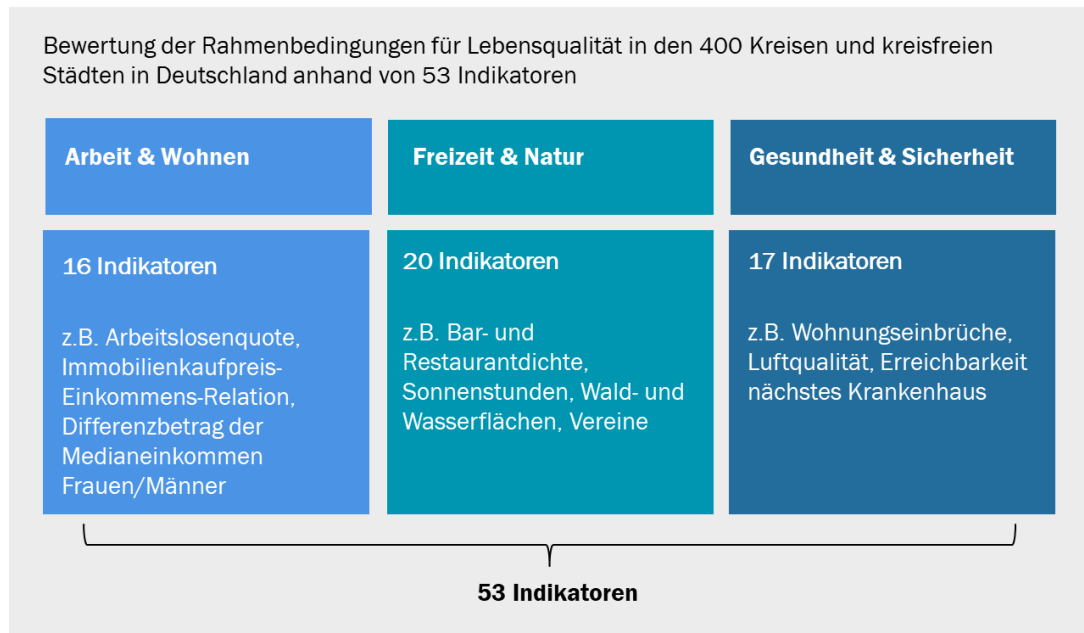 Bewertung der Rahmenbedingungen für Lebensqualität in den 400 Kreisen und kreisfreien
Städten in Deutschland anhand von 53 Indikatoren
Arbeit & Wohnen
Freizeit & Natur
Gesundheit & Sicherheit
16 Indikatoren
z.B. Arbeitslosenquote,
Immobilienkaufpreis-
Einkommens-Relation,
Differenzbetrag der
Medianeinkommen
Frauen/Männer
20 Indikatoren
z.B. Bar- und
Restaurantdichte,
Sonnenstunden, Wald- und
Wasserflächen, Vereine
17 Indikatoren
z.B. Wohnungseinbrüche,
Luftqualität, Erreichbarkeit
nächstes Krankenhaus
53 Indikatoren